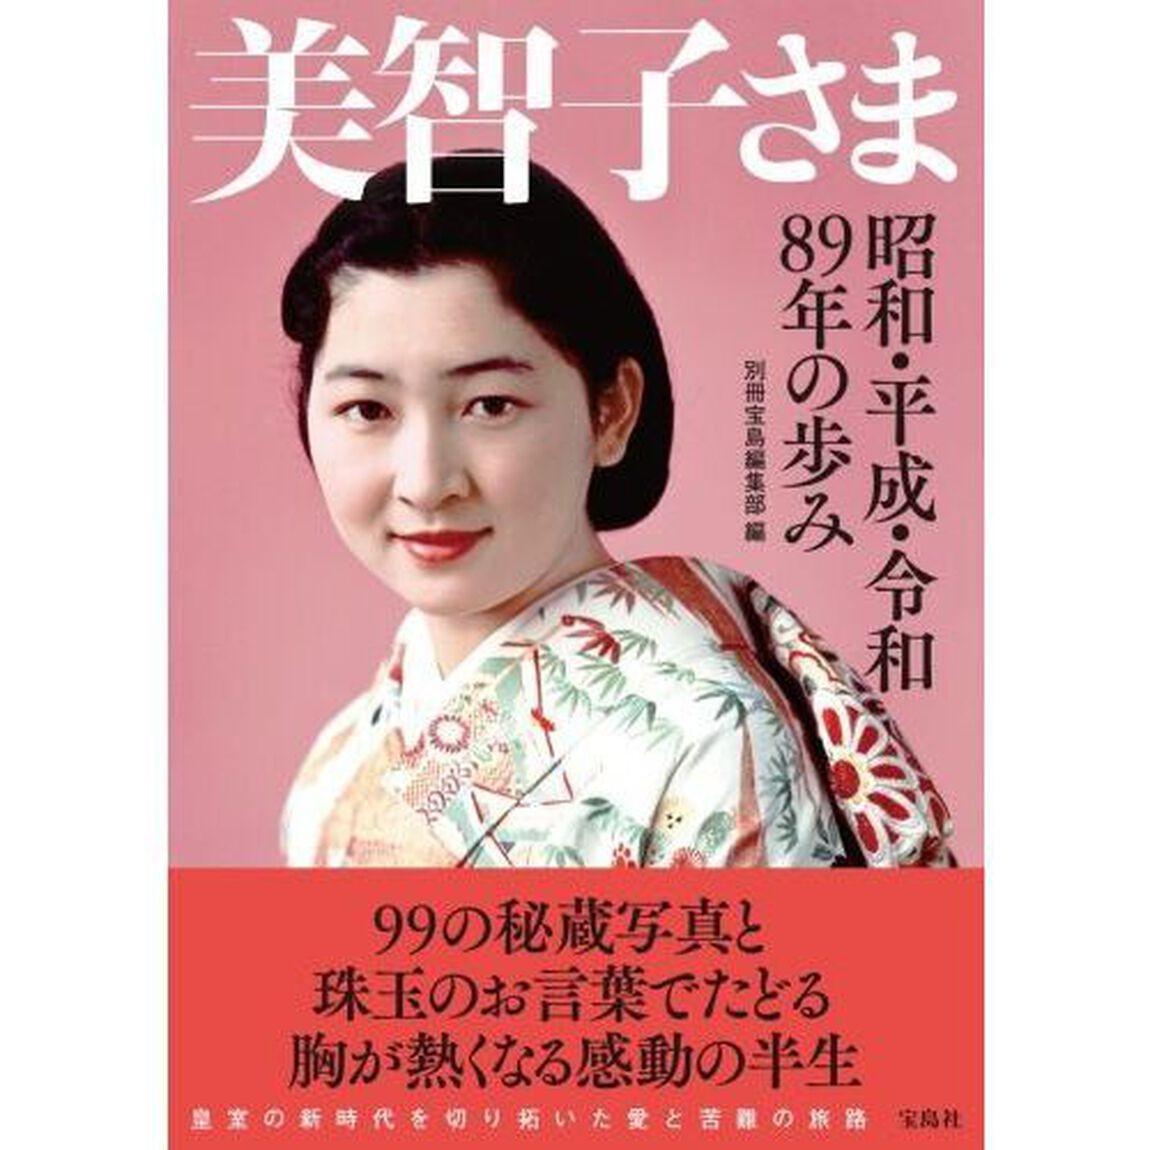 美智子さま
昭和・平成・令和
89年の歩み
別冊宝島編集部 編
99の秘蔵写真と
珠玉のお言葉でたどる
胸が熱くなる感動の半生
皇室の新時代を切り拓いた愛と苦難の旅路
宝島社